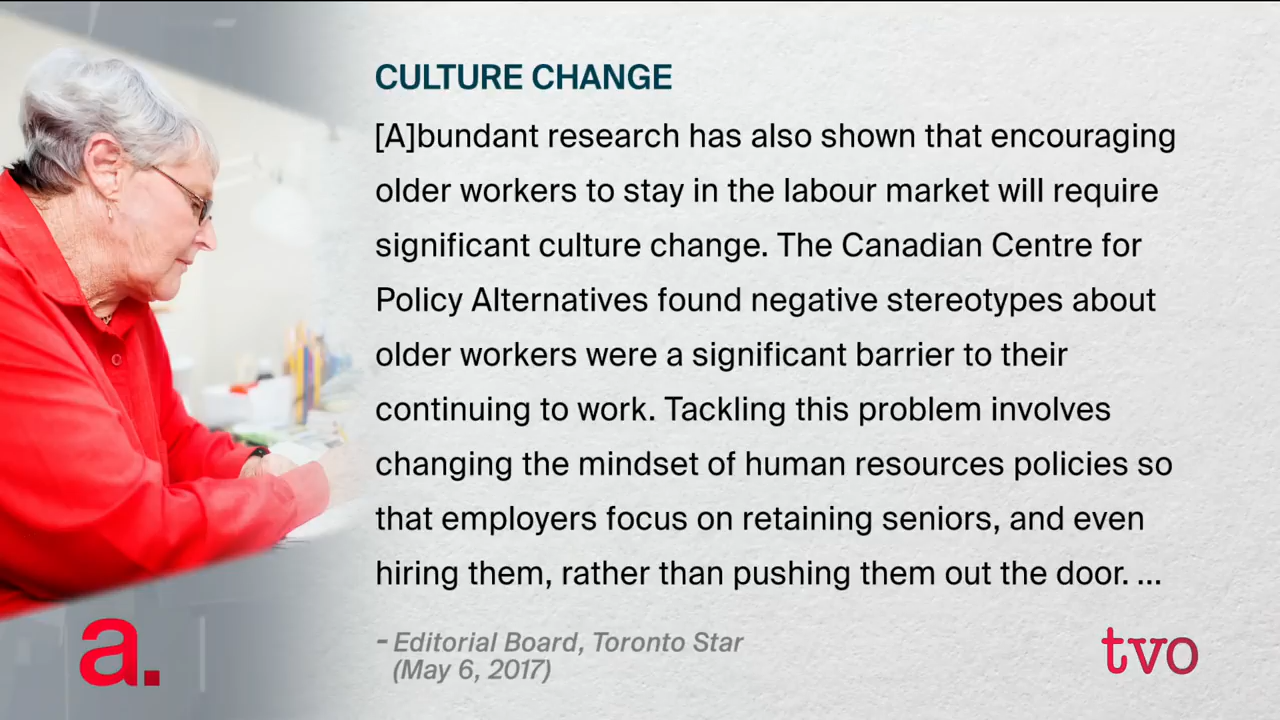 CULTURE CHANGE
[A]bundant research has also shown that encouraging
older workers to stay in the labour market will require
significant culture change. The Canadian Centre for
Policy Alternatives found negative stereotypes about
older workers were a significant barrier to their
continuing to work. Tackling this problem involves
changing the mindset of human resources policies so
that employers focus on retaining seniors, and even
hiring them, rather than pushing them out the door. ...
- Editorial Board, Toronto Star
(May 6, 2017)
a.
tvo